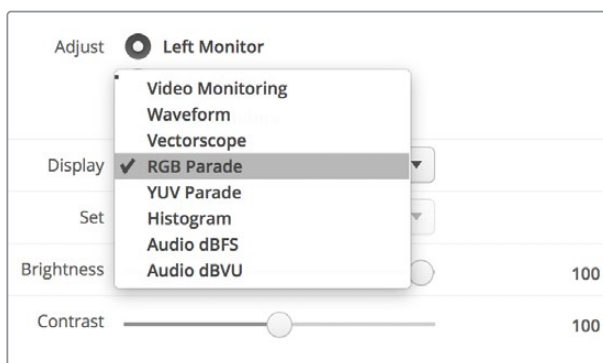 Adjust Left Monitor
Video Monitoring
Waveform
Vectorscope
Display ✓ RGB Parade
YUV Parade
Set Histogram
Audio dBFS
Brightness Audio dBVU 100
Contrast 100